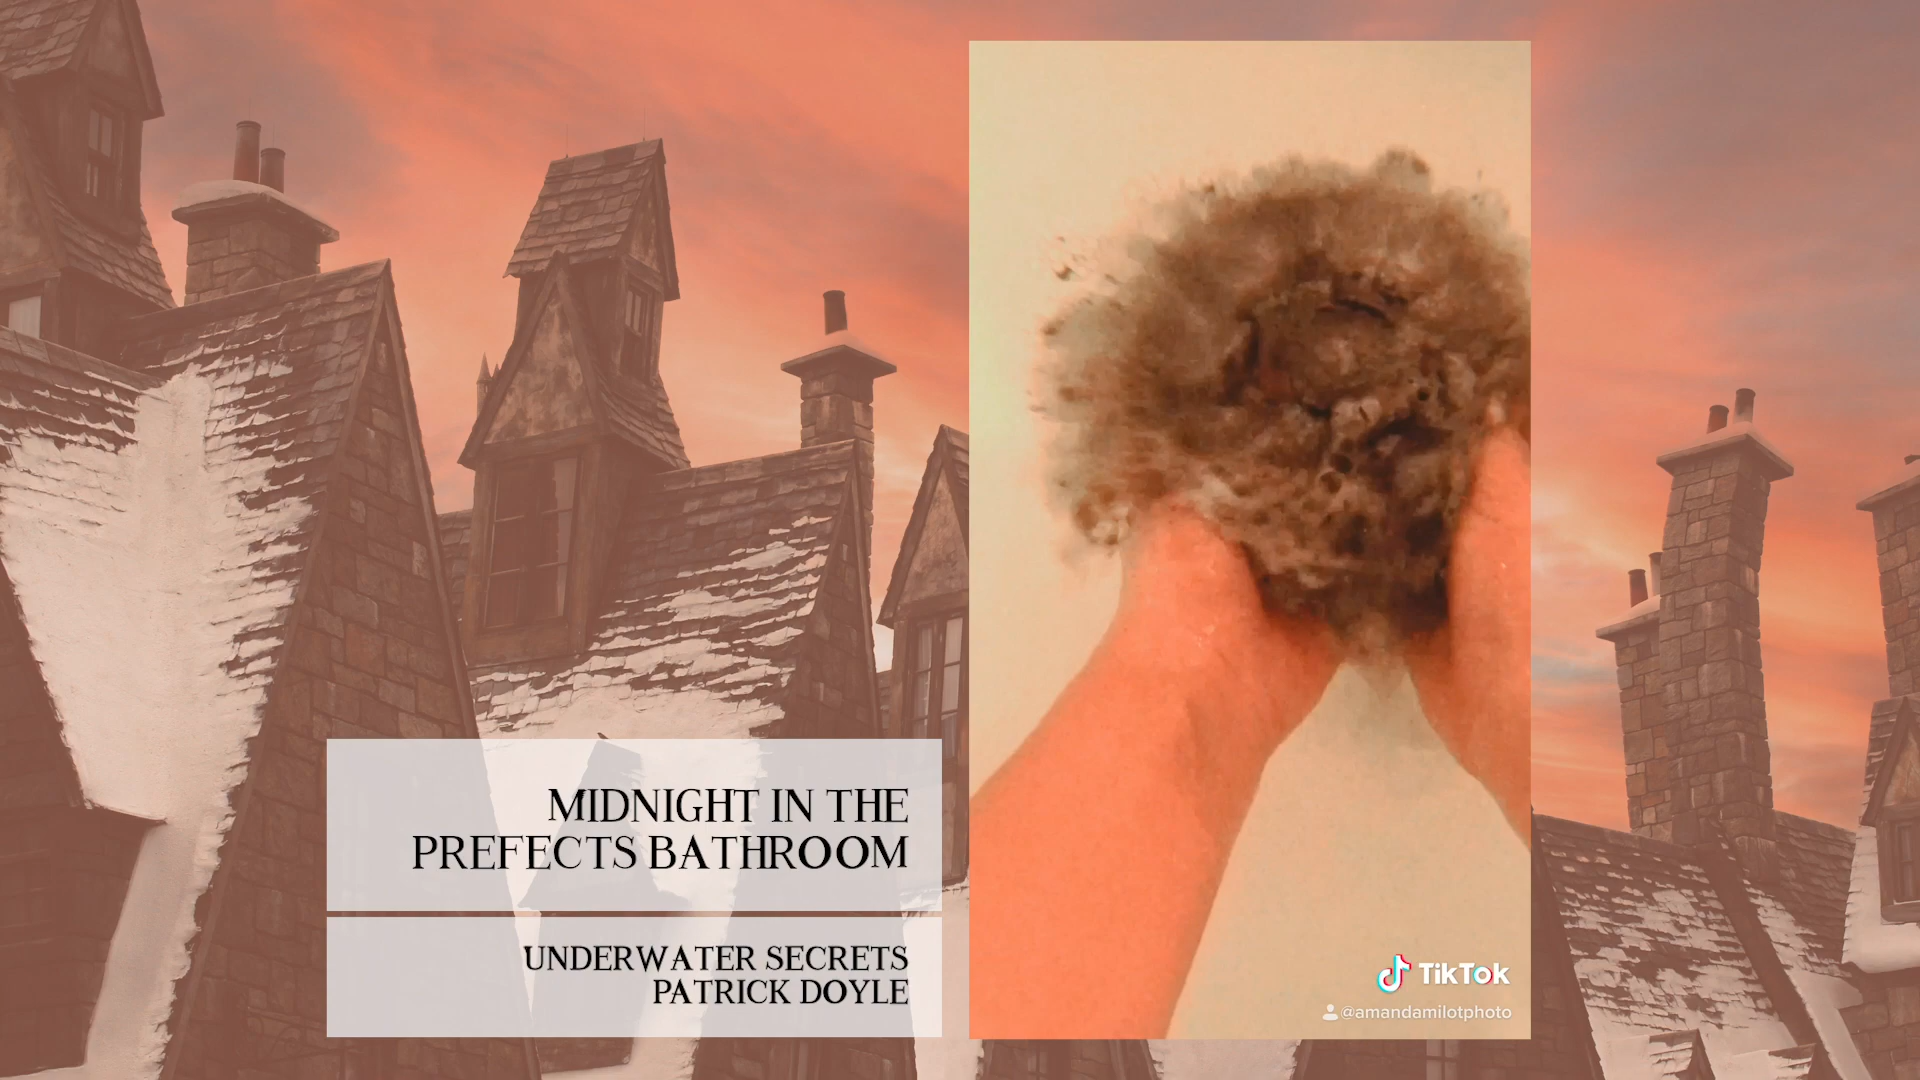 MIDNIGHT IN THE
PREFECTS BATHROOM
UNDERWATER SECRETS
PATRICK DOYLE
TikTok
@amandamilotphoto